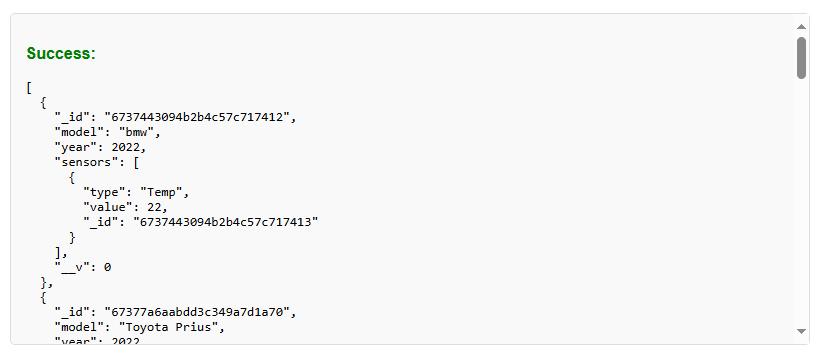 Success:
[
  {
    "_id": "6737443094b2b4c57c717412",
    "model": "bmw",
    "year": 2022,
    "sensors": [
      {
        "type": "Temp",
        "value": 22,
        "_id": "6737443094b2b4c57c717413"
      }
    ],
    "__v": 0
  },
  {
    "_id": "67377a6aabdd3c349a7d1a70",
    "model": "Toyota Prius",
    "year": 2022